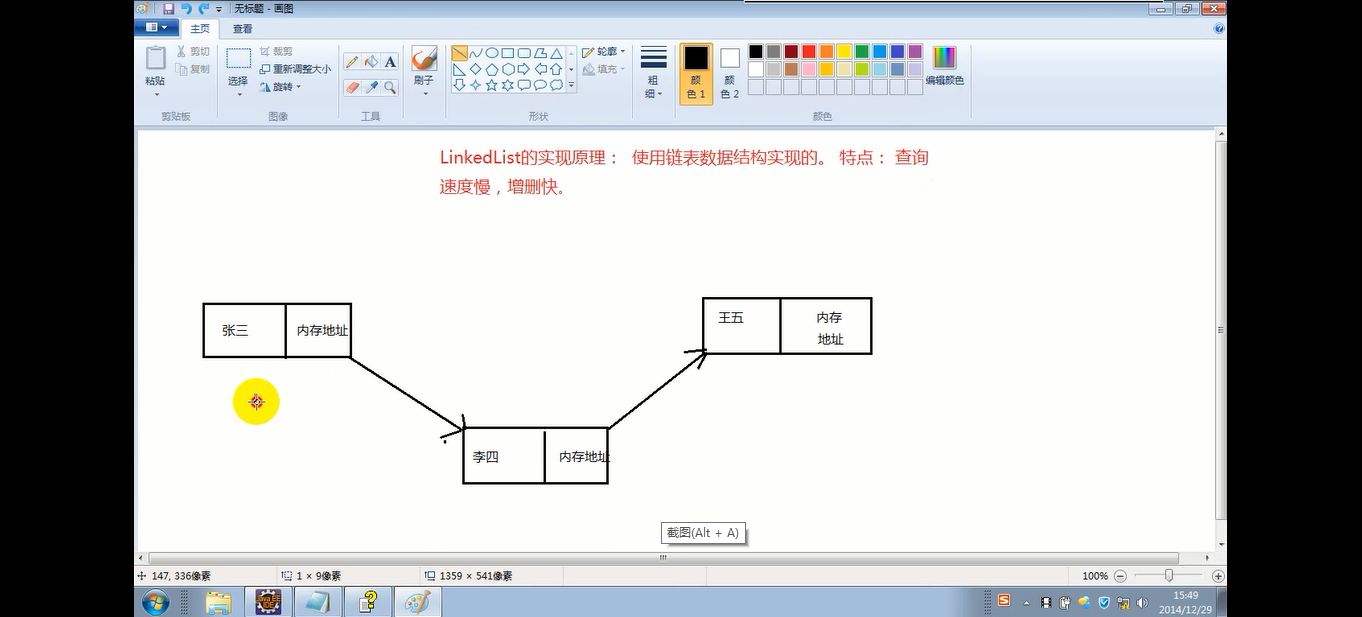 无标题 - 画图
主页 查看
粘贴
剪切
复制
剪贴板
选择
裁剪
重新调整大小
旋转
图像
A
工具
刷子
轮廓
填充
形状
粗
细
颜
色 1
颜
色 2
编辑颜色
颜色
LinkedList的实现原理： 使用链表数据结构实现的。 特点： 查询
速度慢，增删快。
张三 内存地址
王五 内存
地址
李四 内存地址
截图(Alt + A)
147, 336像素 1 × 9像素 1359 × 541像素 100%
Java EE
IDE
15:49
2014/12/29